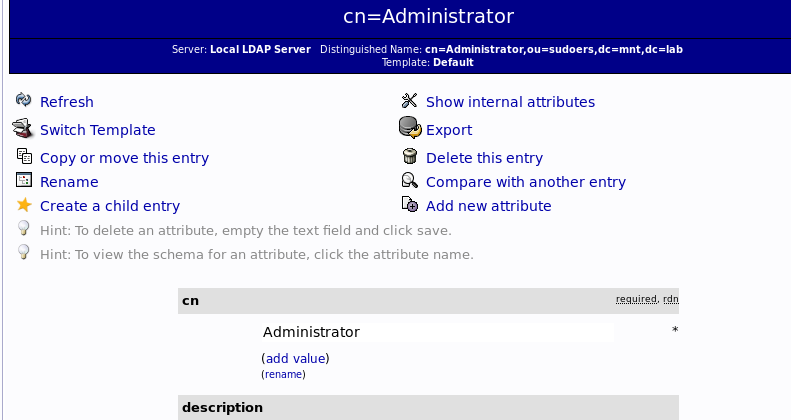 cn=Administrator
Server: Local LDAP Server Distinguished Name: cn=Administrator,ou=sudoers,dc=mnt,dc=lab
Template: Default
Refresh
Show internal attributes
Switch Template
Export
Copy or move this entry
Delete this entry
Rename
Compare with another entry
Create a child entry
Add new attribute
Hint: To delete an attribute, empty the text field and click save.
Hint: To view the schema for an attribute, click the attribute name.
cn required, rdn
Administrator *
(add value)
(rename)
description